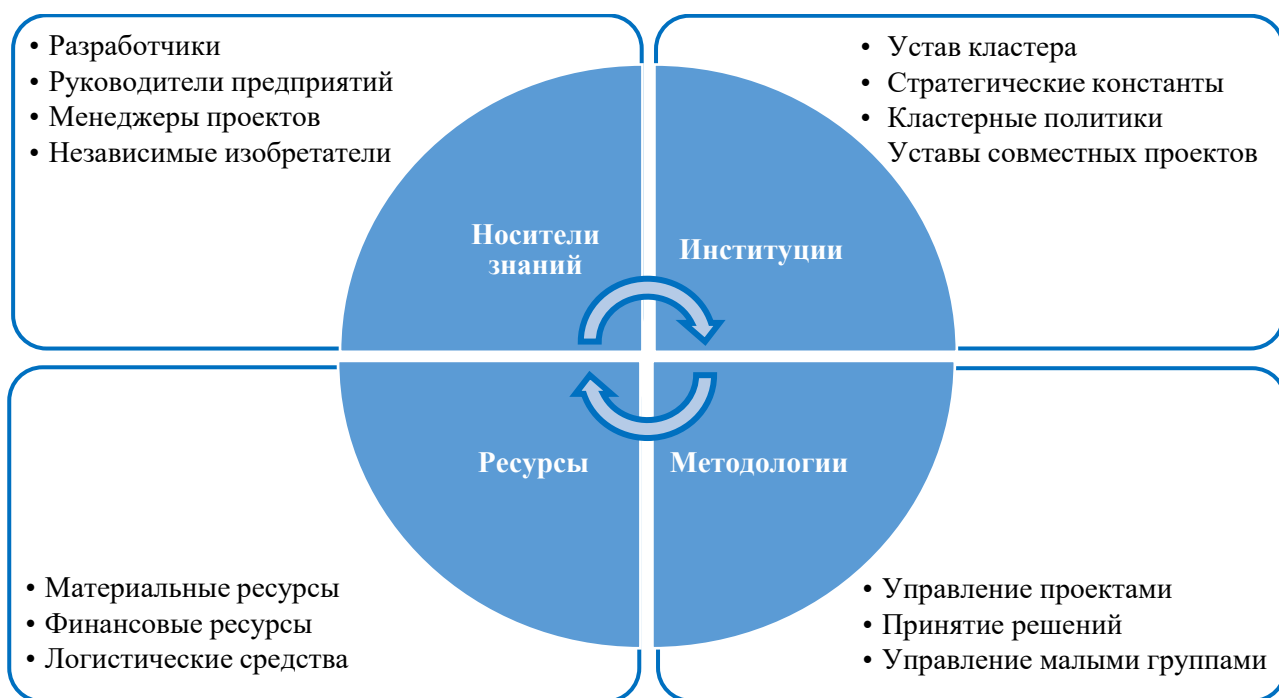 • Разработчики
• Руководители предприятий
• Менеджеры проектов
• Независимые изобретатели
• Устав кластера
• Стратегические константы
• Кластерные политики
Уставы совместных проектов
Носители
знаний
Институции
Ресурсы
Методологии
• Материальные ресурсы
• Финансовые ресурсы
• Логистические средства
• Управление проектами
• Принятие решений
• Управление малыми группами